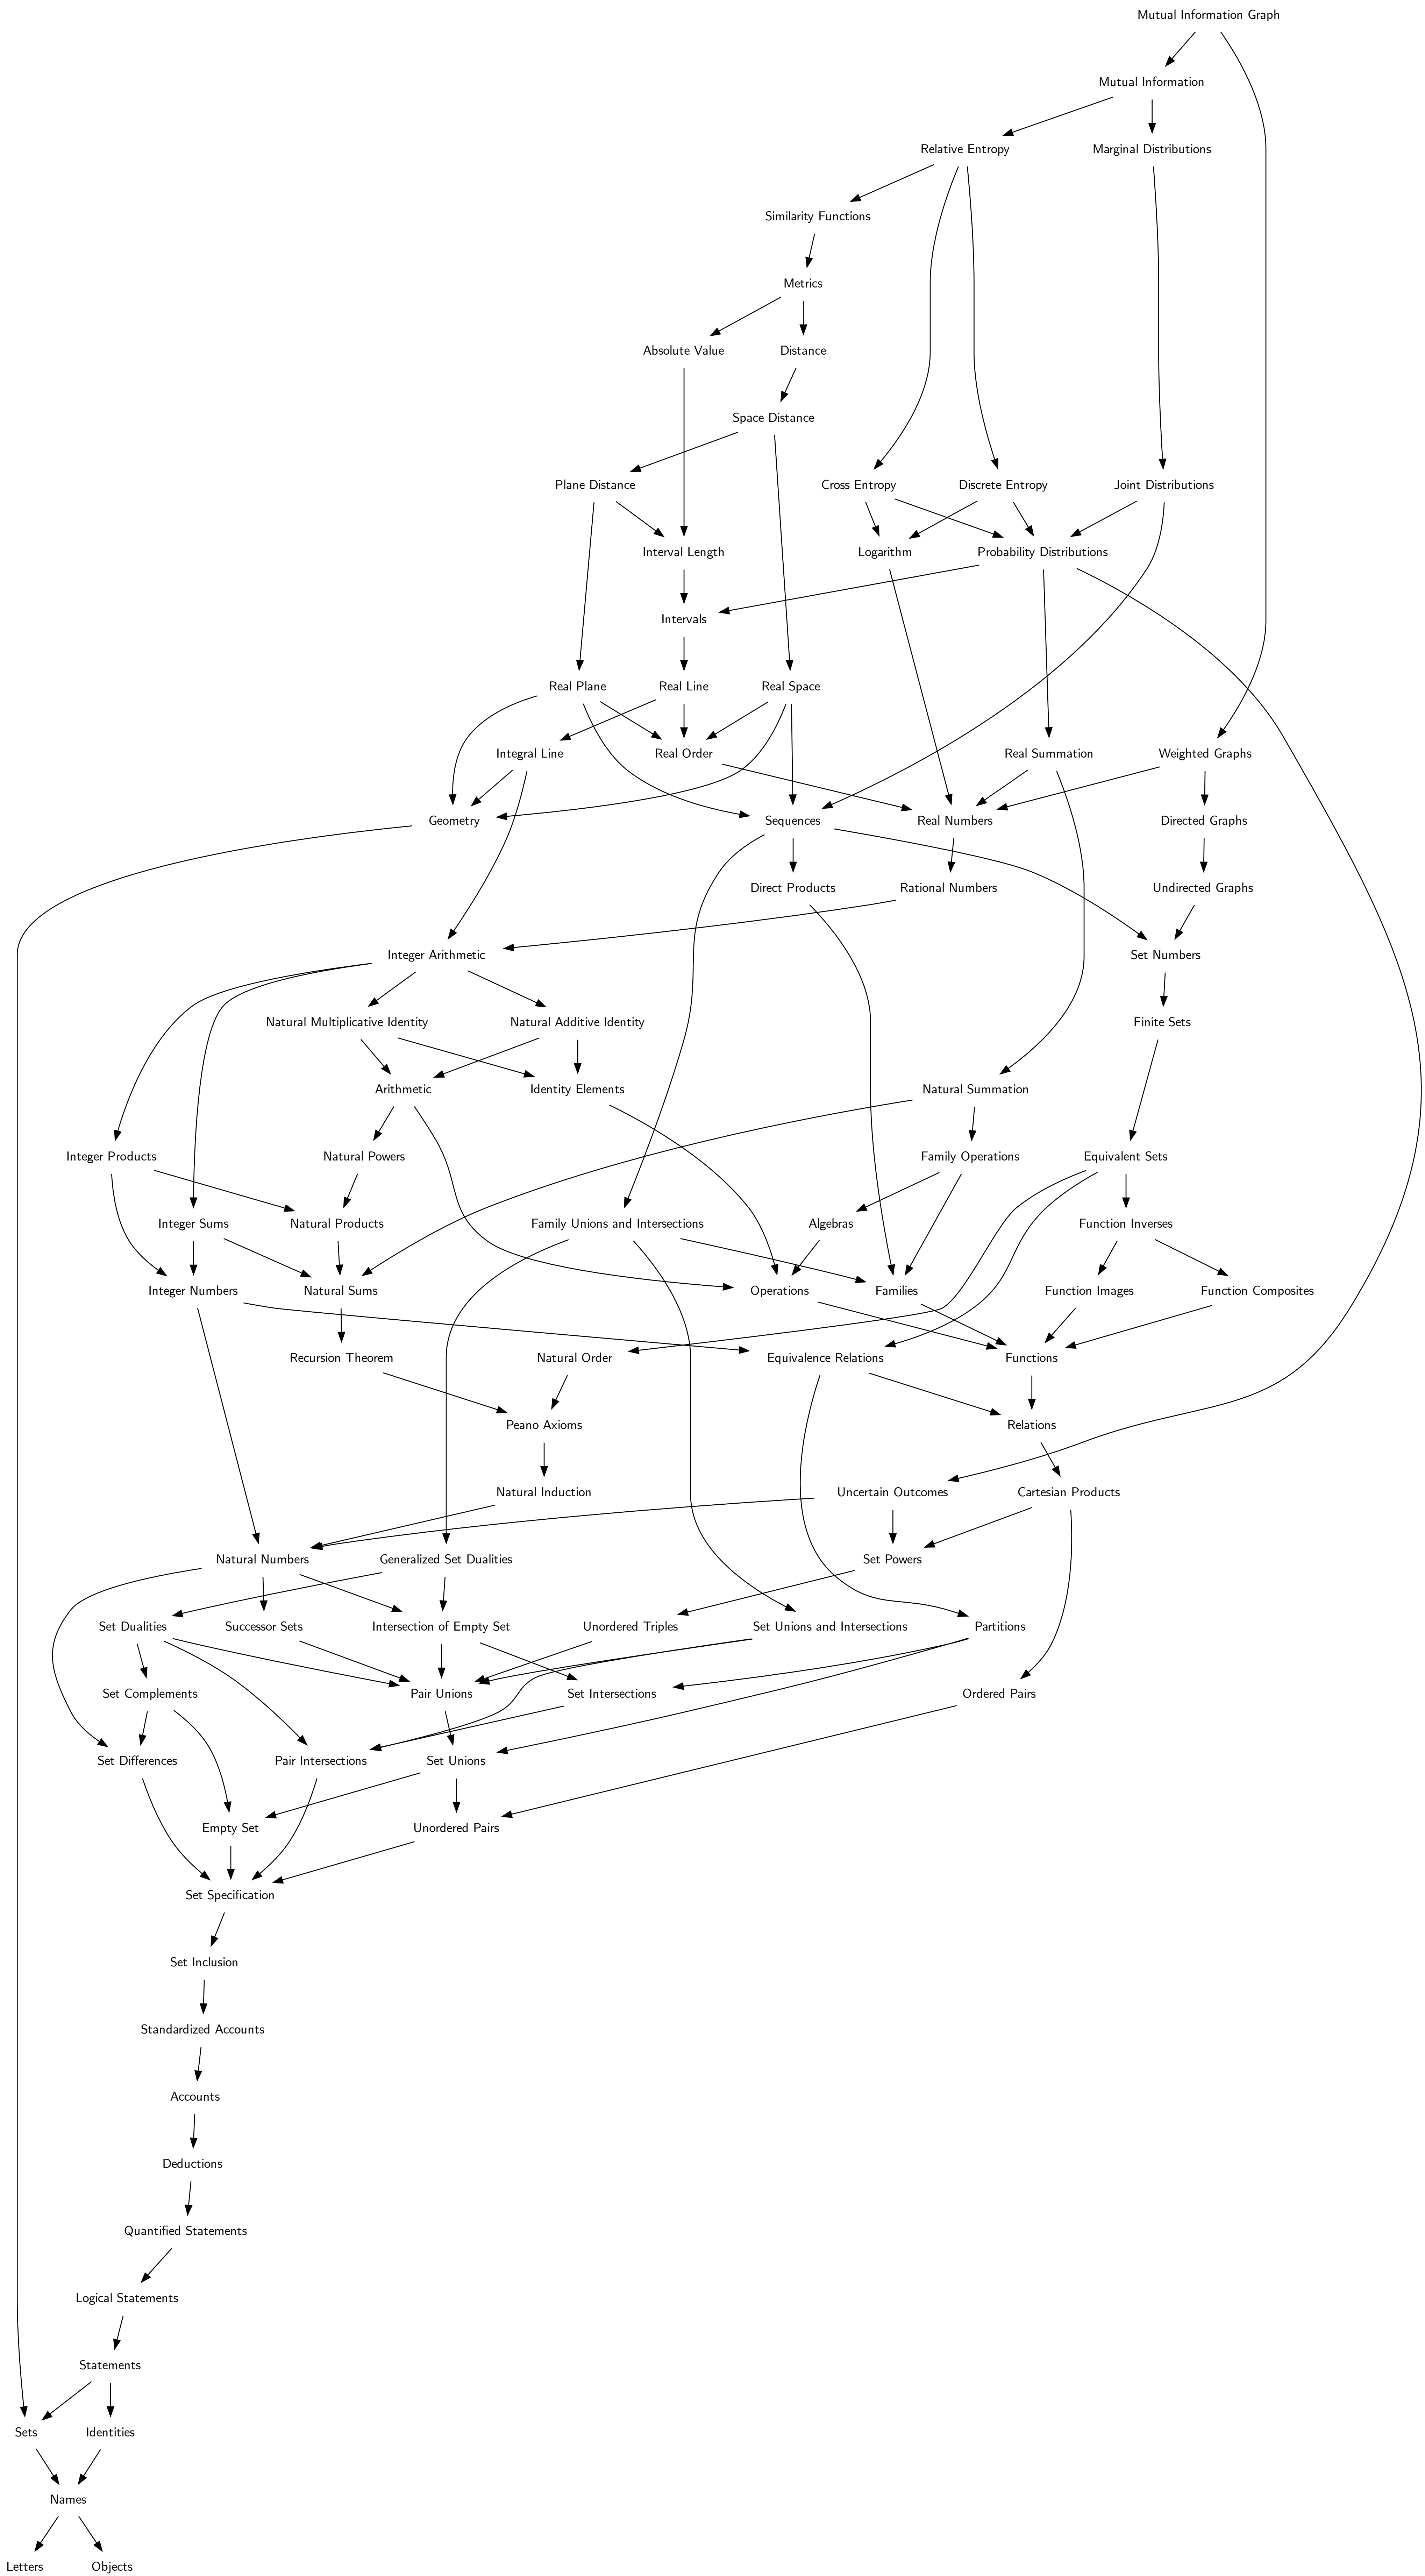 Mutual Information Graph
Mutual Information
Relative Entropy
Marginal Distributions
Similarity Functions
Metrics
Absolute Value
Distance
Space Distance
Plane Distance
Cross Entropy
Discrete Entropy
Joint Distributions
Interval Length
Logarithm
Probability Distributions
Intervals
Real Plane
Real Line
Real Space
Integral Line
Real Order
Real Summation
Weighted Graphs
Geometry
Sequences
Real Numbers
Directed Graphs
Direct Products
Rational Numbers
Undirected Graphs
Integer Arithmetic
Set Numbers
Natural Multiplicative Identity
Natural Additive Identity
Finite Sets
Arithmetic
Identity Elements
Natural Summation
Integer Products
Natural Powers
Family Operations
Equivalent Sets
Integer Sums
Natural Products
Family Unions and Intersections
Algebras
Function Inverses
Integer Numbers
Natural Sums
Operations
Families
Function Images
Function Composites
Recursion Theorem
Natural Order
Equivalence Relations
Functions
Peano Axioms
Relations
Natural Induction
Uncertain Outcomes
Cartesian Products
Natural Numbers
Generalized Set Dualities
Set Powers
Set Dualities
Successor Sets
Intersection of Empty Set
Unordered Triples
Set Unions and Intersections
Partitions
Set Complements
Pair Unions
Set Intersections
Ordered Pairs
Set Differences
Pair Intersections
Set Unions
Empty Set
Unordered Pairs
Set Specification
Set Inclusion
Standardized Accounts
Accounts
Deductions
Quantified Statements
Logical Statements
Statements
Sets
Identities
Names
Letters
Objects